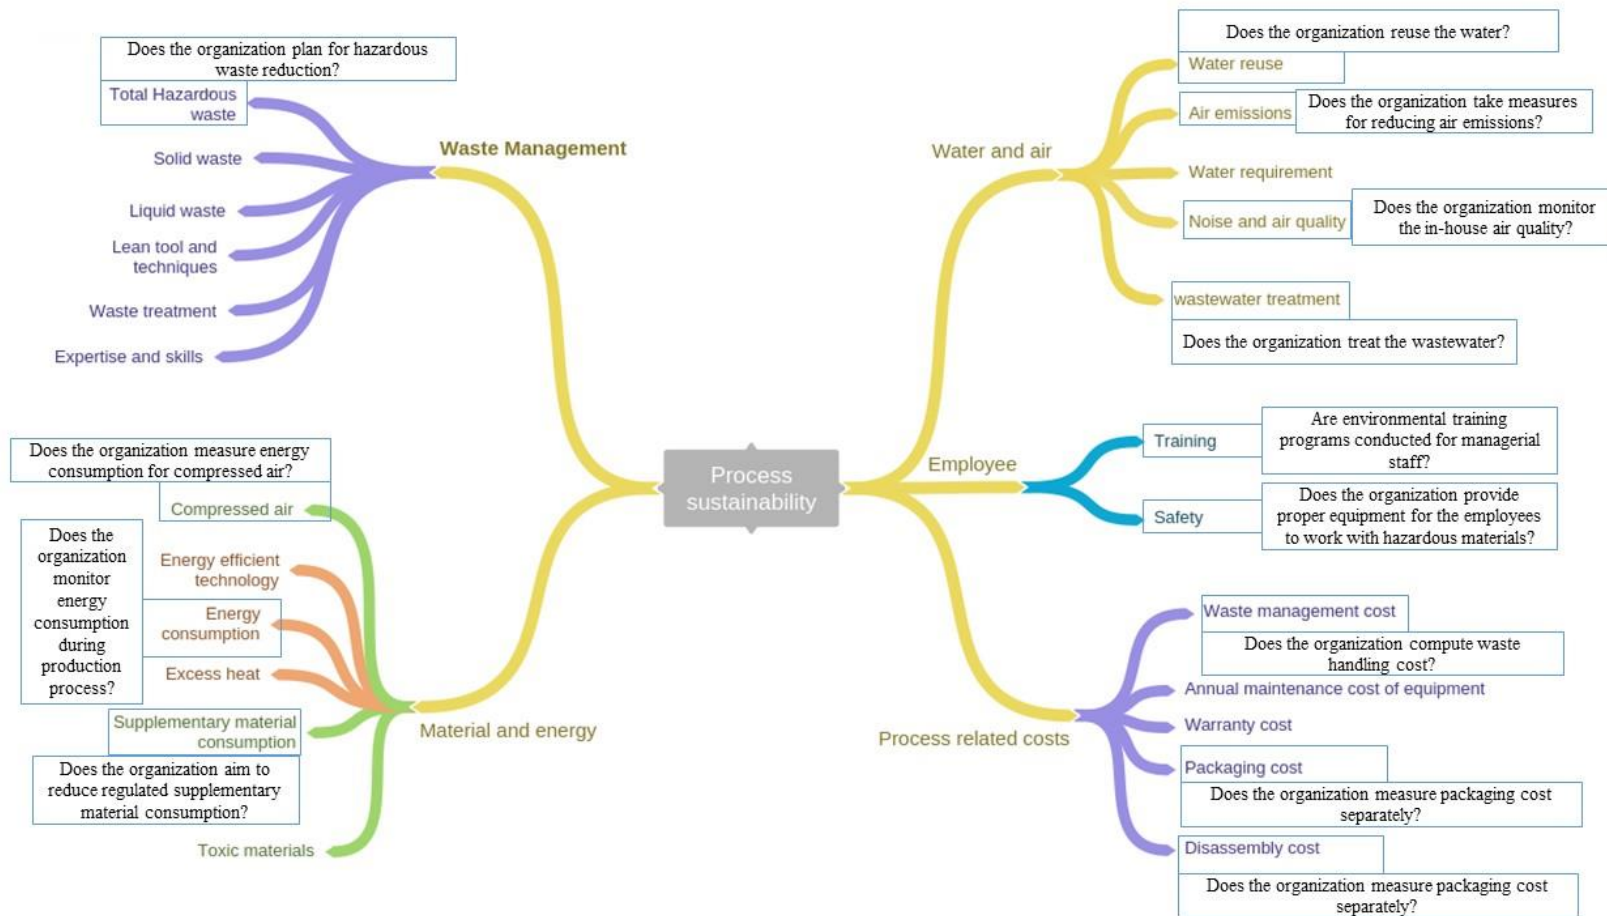 Does the organization plan for hazardous
waste reduction?
Total Hazardous
waste
Solid waste
Liquid waste
Lean tool and
techniques
Waste treatment
Expertise and skills
Waste Management
Does the organization measure energy
consumption for compressed air?
Compressed air
Does the
organization
monitor
energy
consumption
during
production
process?
Energy efficient
technology
Energy
consumption
Excess heat
Supplementary material
consumption
Does the organization aim to
reduce regulated supplementary
material consumption?
Toxic materials
Material and energy
Process
sustainability
Water and air
Does the organization reuse the water?
Water reuse
Air emissions
Does the organization take measures
for reducing air emissions?
Water requirement
Noise and air quality
Does the organization monitor
the in-house air quality?
wastewater treatment
Does the organization treat the wastewater?
Employee
Training
Are environmental training
programs conducted for managerial
staff?
Safety
Does the organization provide
proper equipment for the employees
to work with hazardous materials?
Process related costs
Waste management cost
Does the organization compute waste
handling cost?
Annual maintenance cost of equipment
Warranty cost
Packaging cost
Does the organization measure packaging cost
separately?
Disassembly cost
Does the organization measure packaging cost
separately?